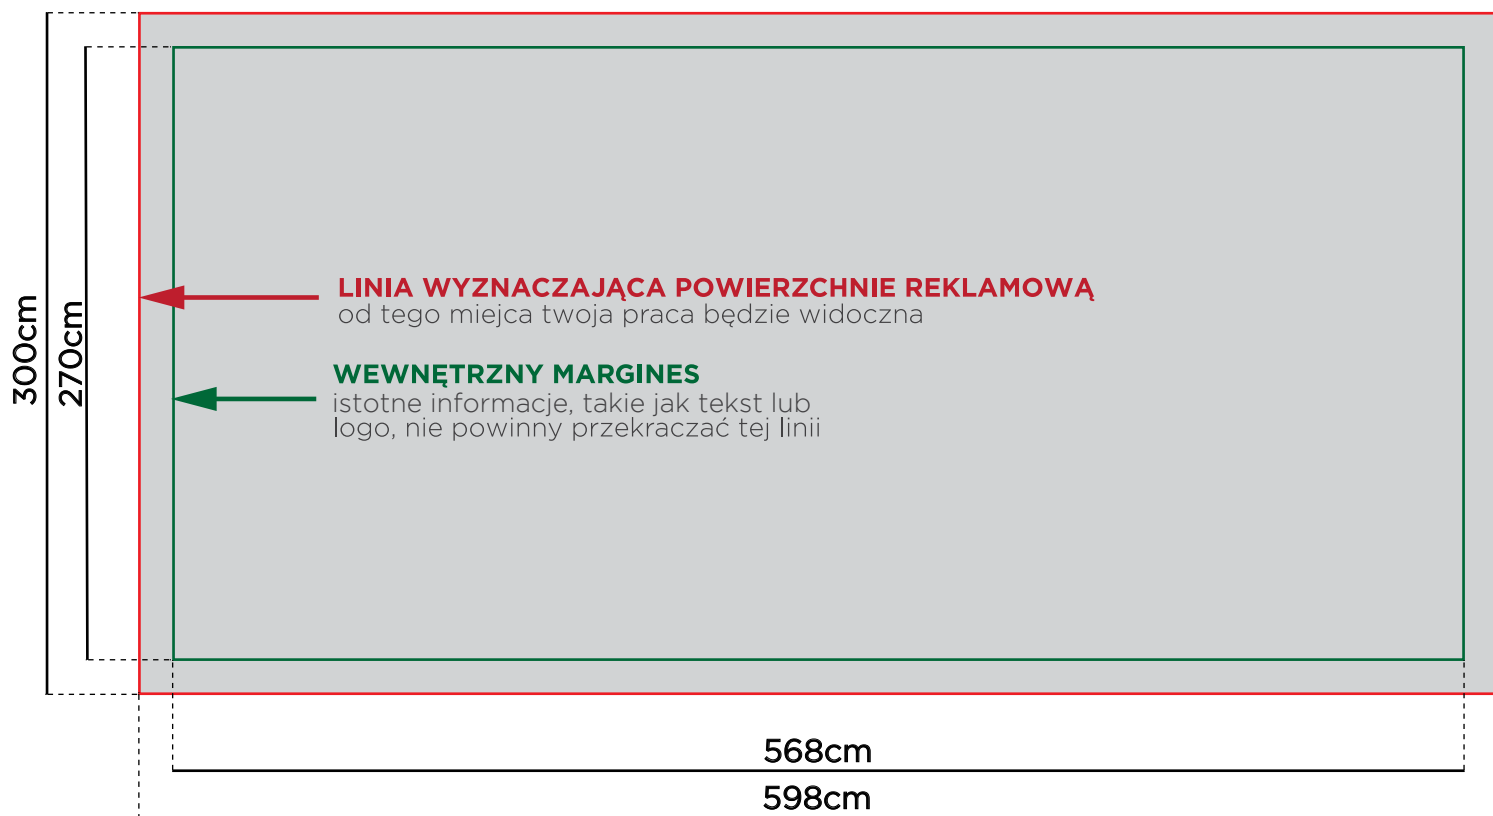 300cm
270cm
LINIA WYZNACZAJĄCA POWIERZCHNIE REKLAMOWĄ
od tego miejca twoja praca będzie widoczna
WEWNĘTRZNY MARGINES
istotne informacje, takie jak tekst lub
logo, nie powinny przekraczać tej linii
568cm
598cm